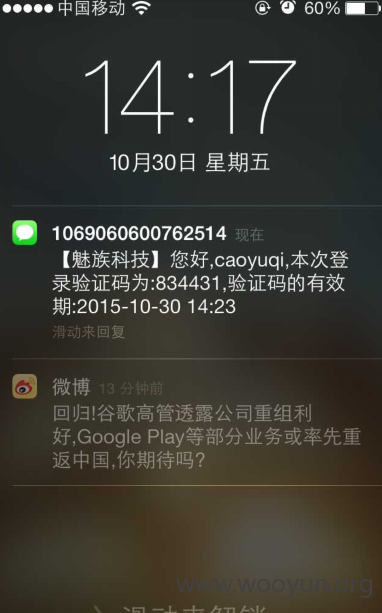 中国移动 60%
14:17
10月30日 星期五
1069060600762514 现在
【魅族科技】您好,caoyuqi,本次登
录验证码为:834431,验证码的有效
期:2015-10-30 14:23
滑动来回复
微博 13 分钟前
回归!谷歌高管透露公司重组利
好,Google Play等部分业务或率先重
返中国,你期待吗?
www.wooyun.org
滑动来解锁